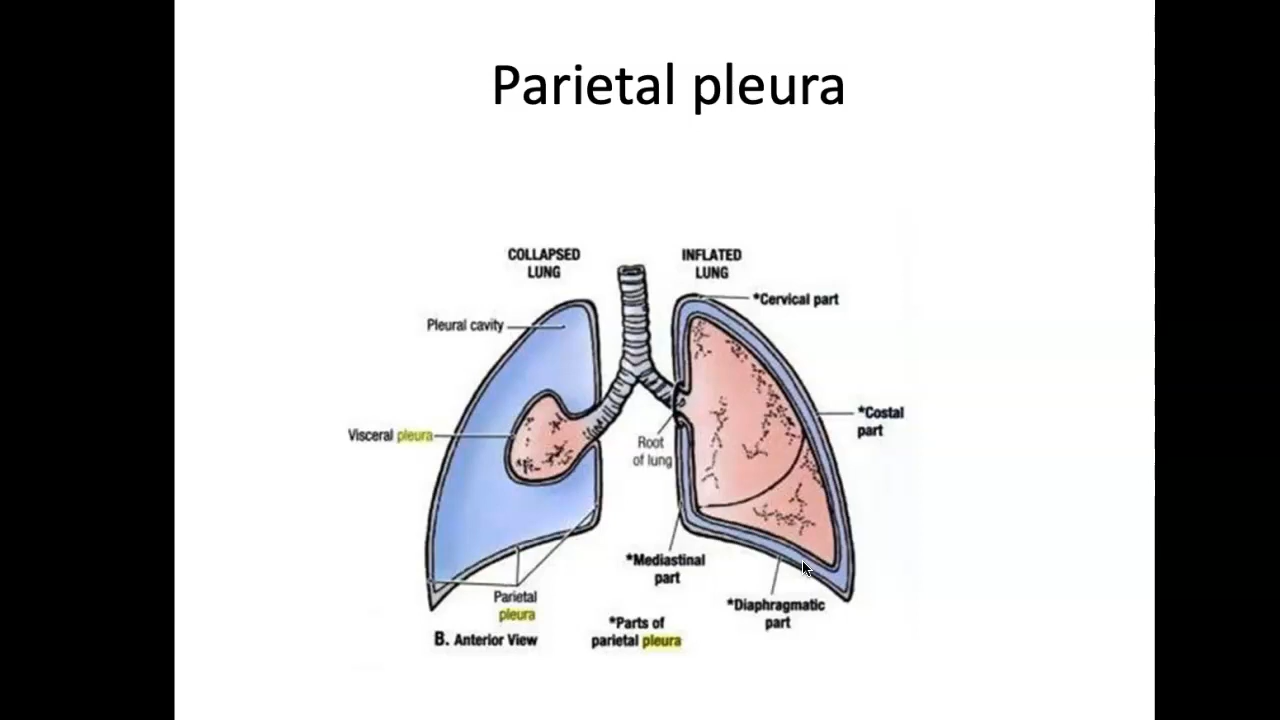 Parietal pleura
COLLAPSED
LUNG
INFLATED
LUNG
*Cervical part
Pleural cavity
*Costal
part
Visceral pleura
Root
of lung
*Mediastinal
part
Parietal
pleura
*Diaphragmatic
part
*Parts of
parietal pleura
B. Anterior View